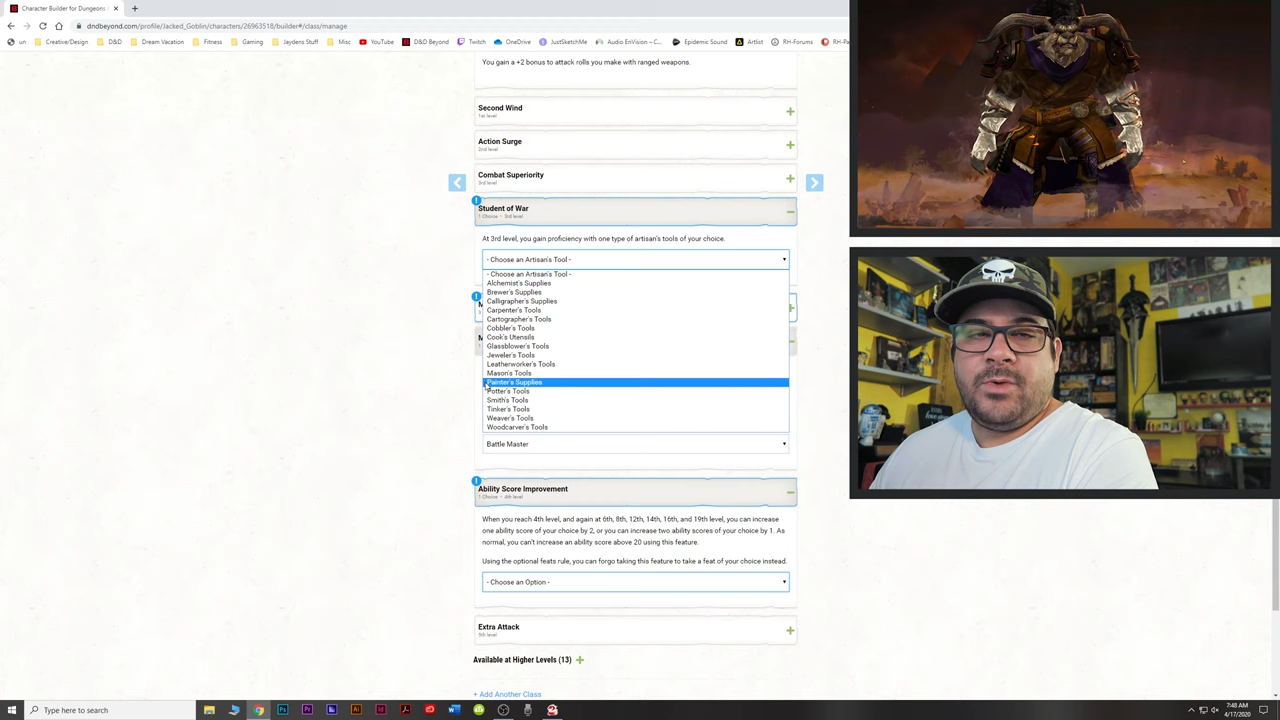 Character Builder for Dungeons
dndbeyond.com/profile/Jacked_Goblin/characters/26963518/builder#/class/manage
un Creative/Design D&D Dream Vacation Fitness Gaming Jaydens Stuff Misc YouTube D&D Beyond Twitch OneDrive JustSketchMe Audio EnVision – C... Epidemic Sound Artlist RH-Forums RH-Pa
You gain a +2 bonus to attack rolls you make with ranged weapons.
Second Wind
1st level
Action Surge
2nd level
Combat Superiority
3rd level
Student of War
1 Choice • 3rd level
At 3rd level, you gain proficiency with one type of artisan's tools of your choice.
- Choose an Artisan's Tool -
- Choose an Artisan's Tool -
Alchemist's Supplies
Brewer's Supplies
Calligrapher's Supplies
Carpenter's Tools
Cartographer's Tools
Cobbler's Tools
Cook's Utensils
Glassblower's Tools
Jeweler's Tools
Leatherworker's Tools
Mason's Tools
Painter's Supplies
Potter's Tools
Smith's Tools
Tinker's Tools
Weaver's Tools
Woodcarver's Tools
Battle Master
Ability Score Improvement
1 Choice • 4th level
When you reach 4th level, and again at 6th, 8th, 12th, 14th, 16th, and 19th level, you can increase
one ability score of your choice by 2, or you can increase two ability scores of your choice by 1. As
normal, you can't increase an ability score above 20 using this feature.
Using the optional feats rule, you can forgo taking this feature to take a feat of your choice instead.
- Choose an Option -
Extra Attack
5th level
Available at Higher Levels (13)
+ Add Another Class
Type here to search
7:48 AM
4/17/2020